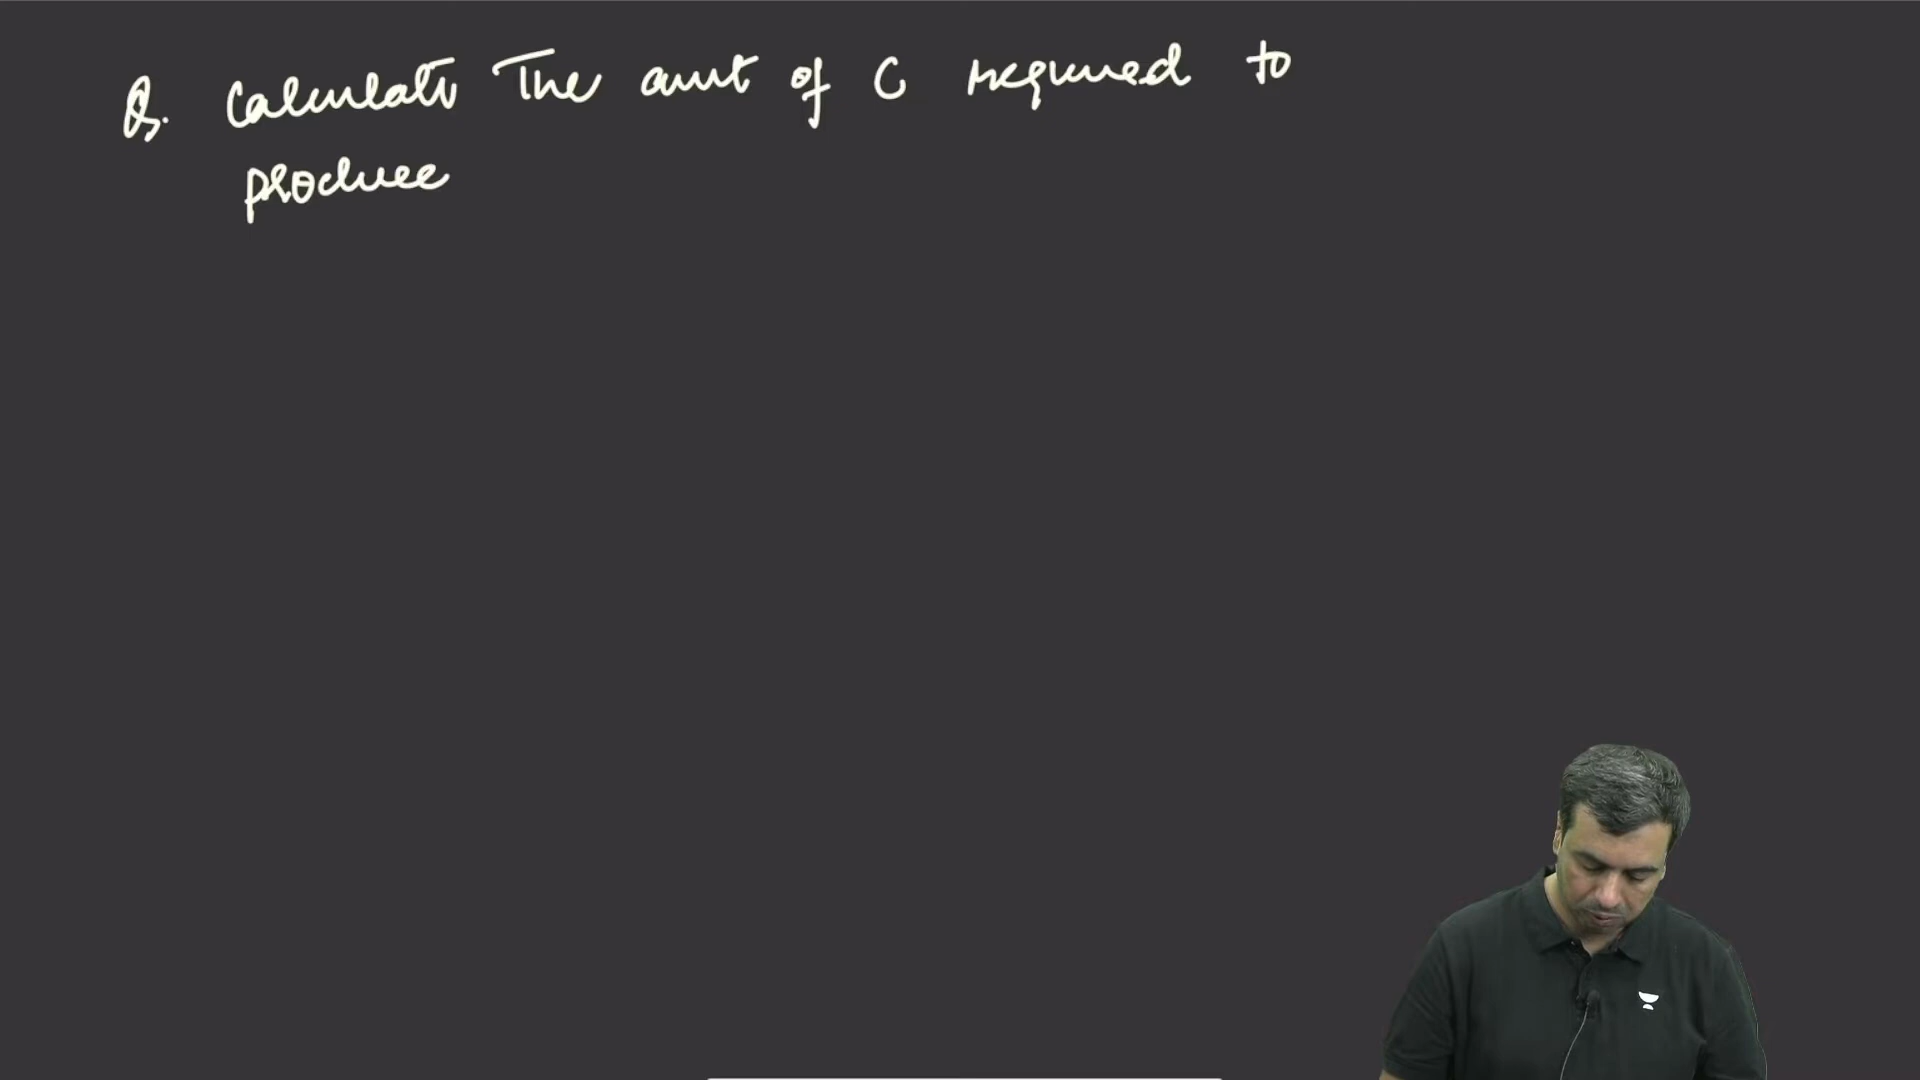 Q. Calculate The amt of C required to
produce